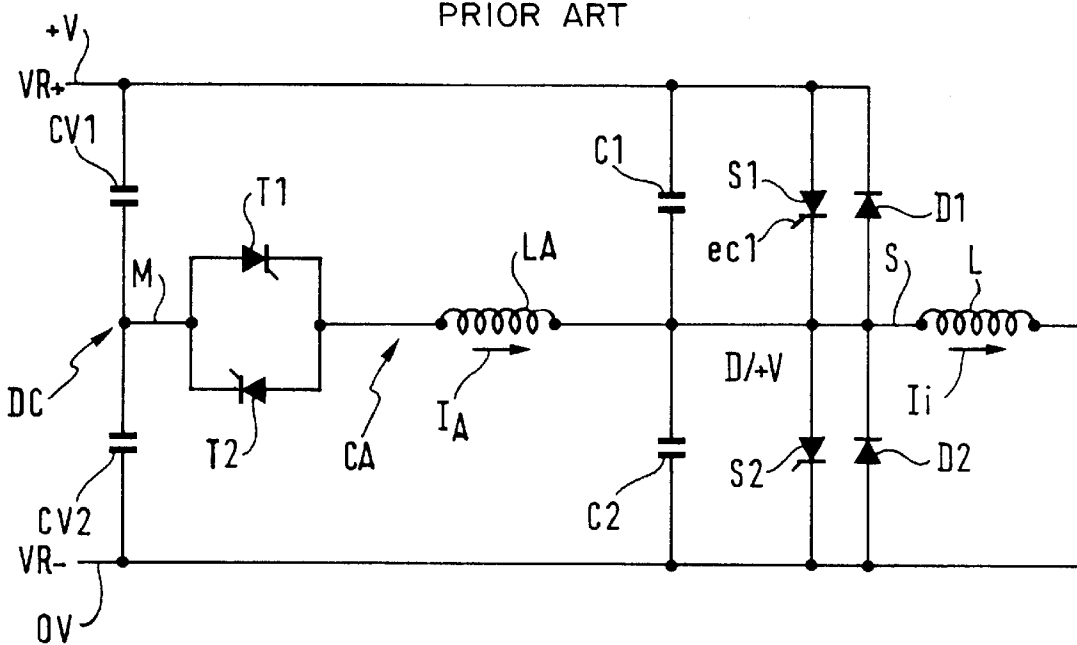 PRIOR ART
+V
VR+
CV1
C1
T1
S1
D1
ec1
LA
M
S
L
D/+V
DC
IA
Ii
T2
CA
S2
D2
CV2
C2
VR-
0V